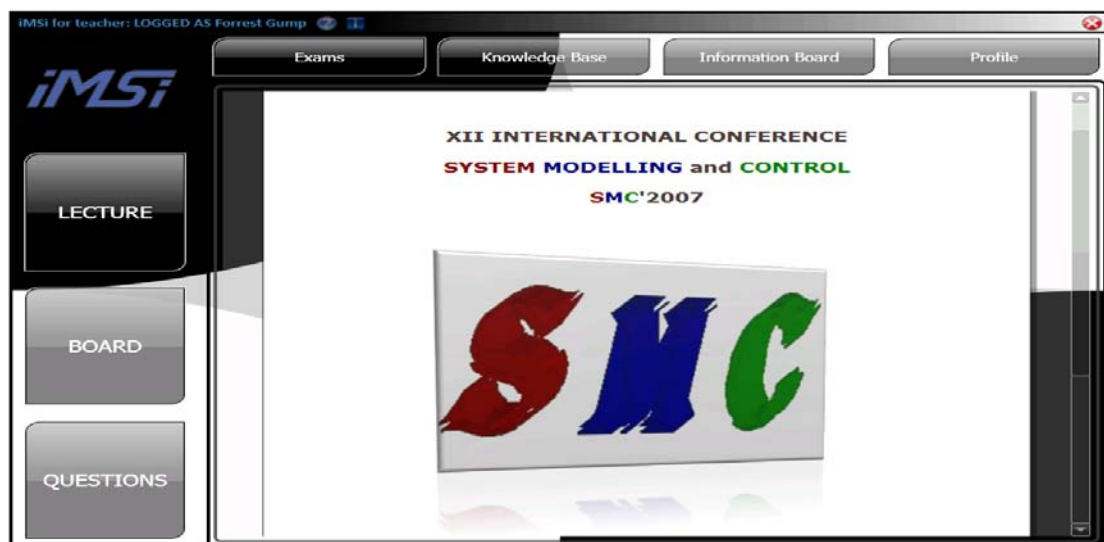 iMSi for teacher: LOGGED AS Forrest Gump
iMSi
Exams
Knowledge Base
Information Board
Profile
LECTURE
BOARD
QUESTIONS
XII INTERNATIONAL CONFERENCE
SYSTEM MODELLING and CONTROL
SMC'2007
SMC